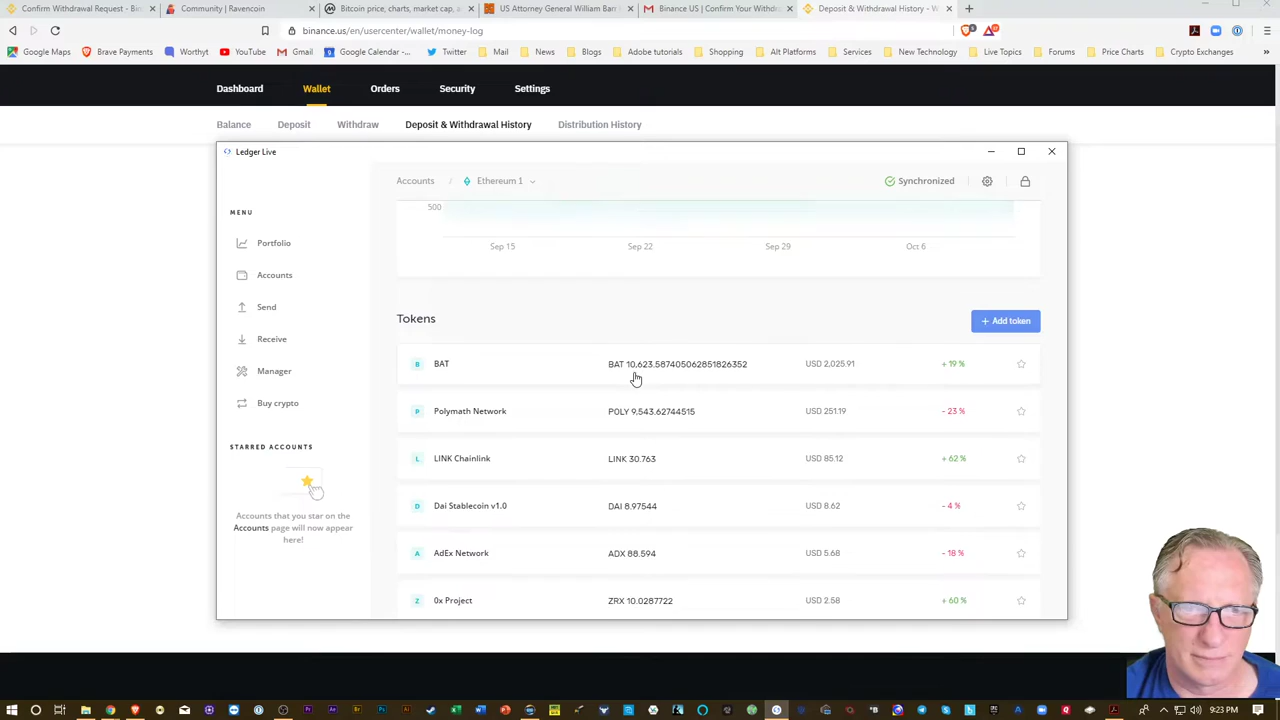 Confirm Withdrawal Request - Bin
Community | Ravencoin
Bitcoin price, charts, market cap, a
US Attorney General William Barr
Binance US | Confirm Your Withdr
Deposit & Withdrawal History - W
binance.us/en/usercenter/wallet/money-log
Google Maps
Brave Payments
Worthyt
YouTube
Gmail
Google Calendar -...
Twitter
Mail
News
Blogs
Adobe tutorials
Shopping
Alt Platforms
Services
New Technology
Live Topics
Forums
Price Charts
Crypto Exchanges
Dashboard
Wallet
Orders
Security
Settings
Balance
Deposit
Withdraw
Deposit & Withdrawal History
Distribution History
Ledger Live
Accounts / Ethereum 1
Synchronized
MENU
Portfolio
Accounts
Send
Receive
Manager
Buy crypto
STARRED ACCOUNTS
Accounts that you star on the
Accounts page will now appear
here!
500
Sep 15
Sep 22
Sep 29
Oct 6
Tokens
+ Add token
B BAT BAT 10,623.587405062851826352 USD 2,025.91 + 19 %
P Polymath Network POLY 9,543.62744515 USD 251.19 - 23 %
L LINK Chainlink LINK 30.763 USD 85.12 + 62 %
D Dai Stablecoin v1.0 DAI 8.97544 USD 8.62 - 4 %
A AdEx Network ADX 88.594 USD 5.68 - 18 %
Z 0x Project ZRX 10.0287722 USD 2.58 + 60 %
9:23 PM